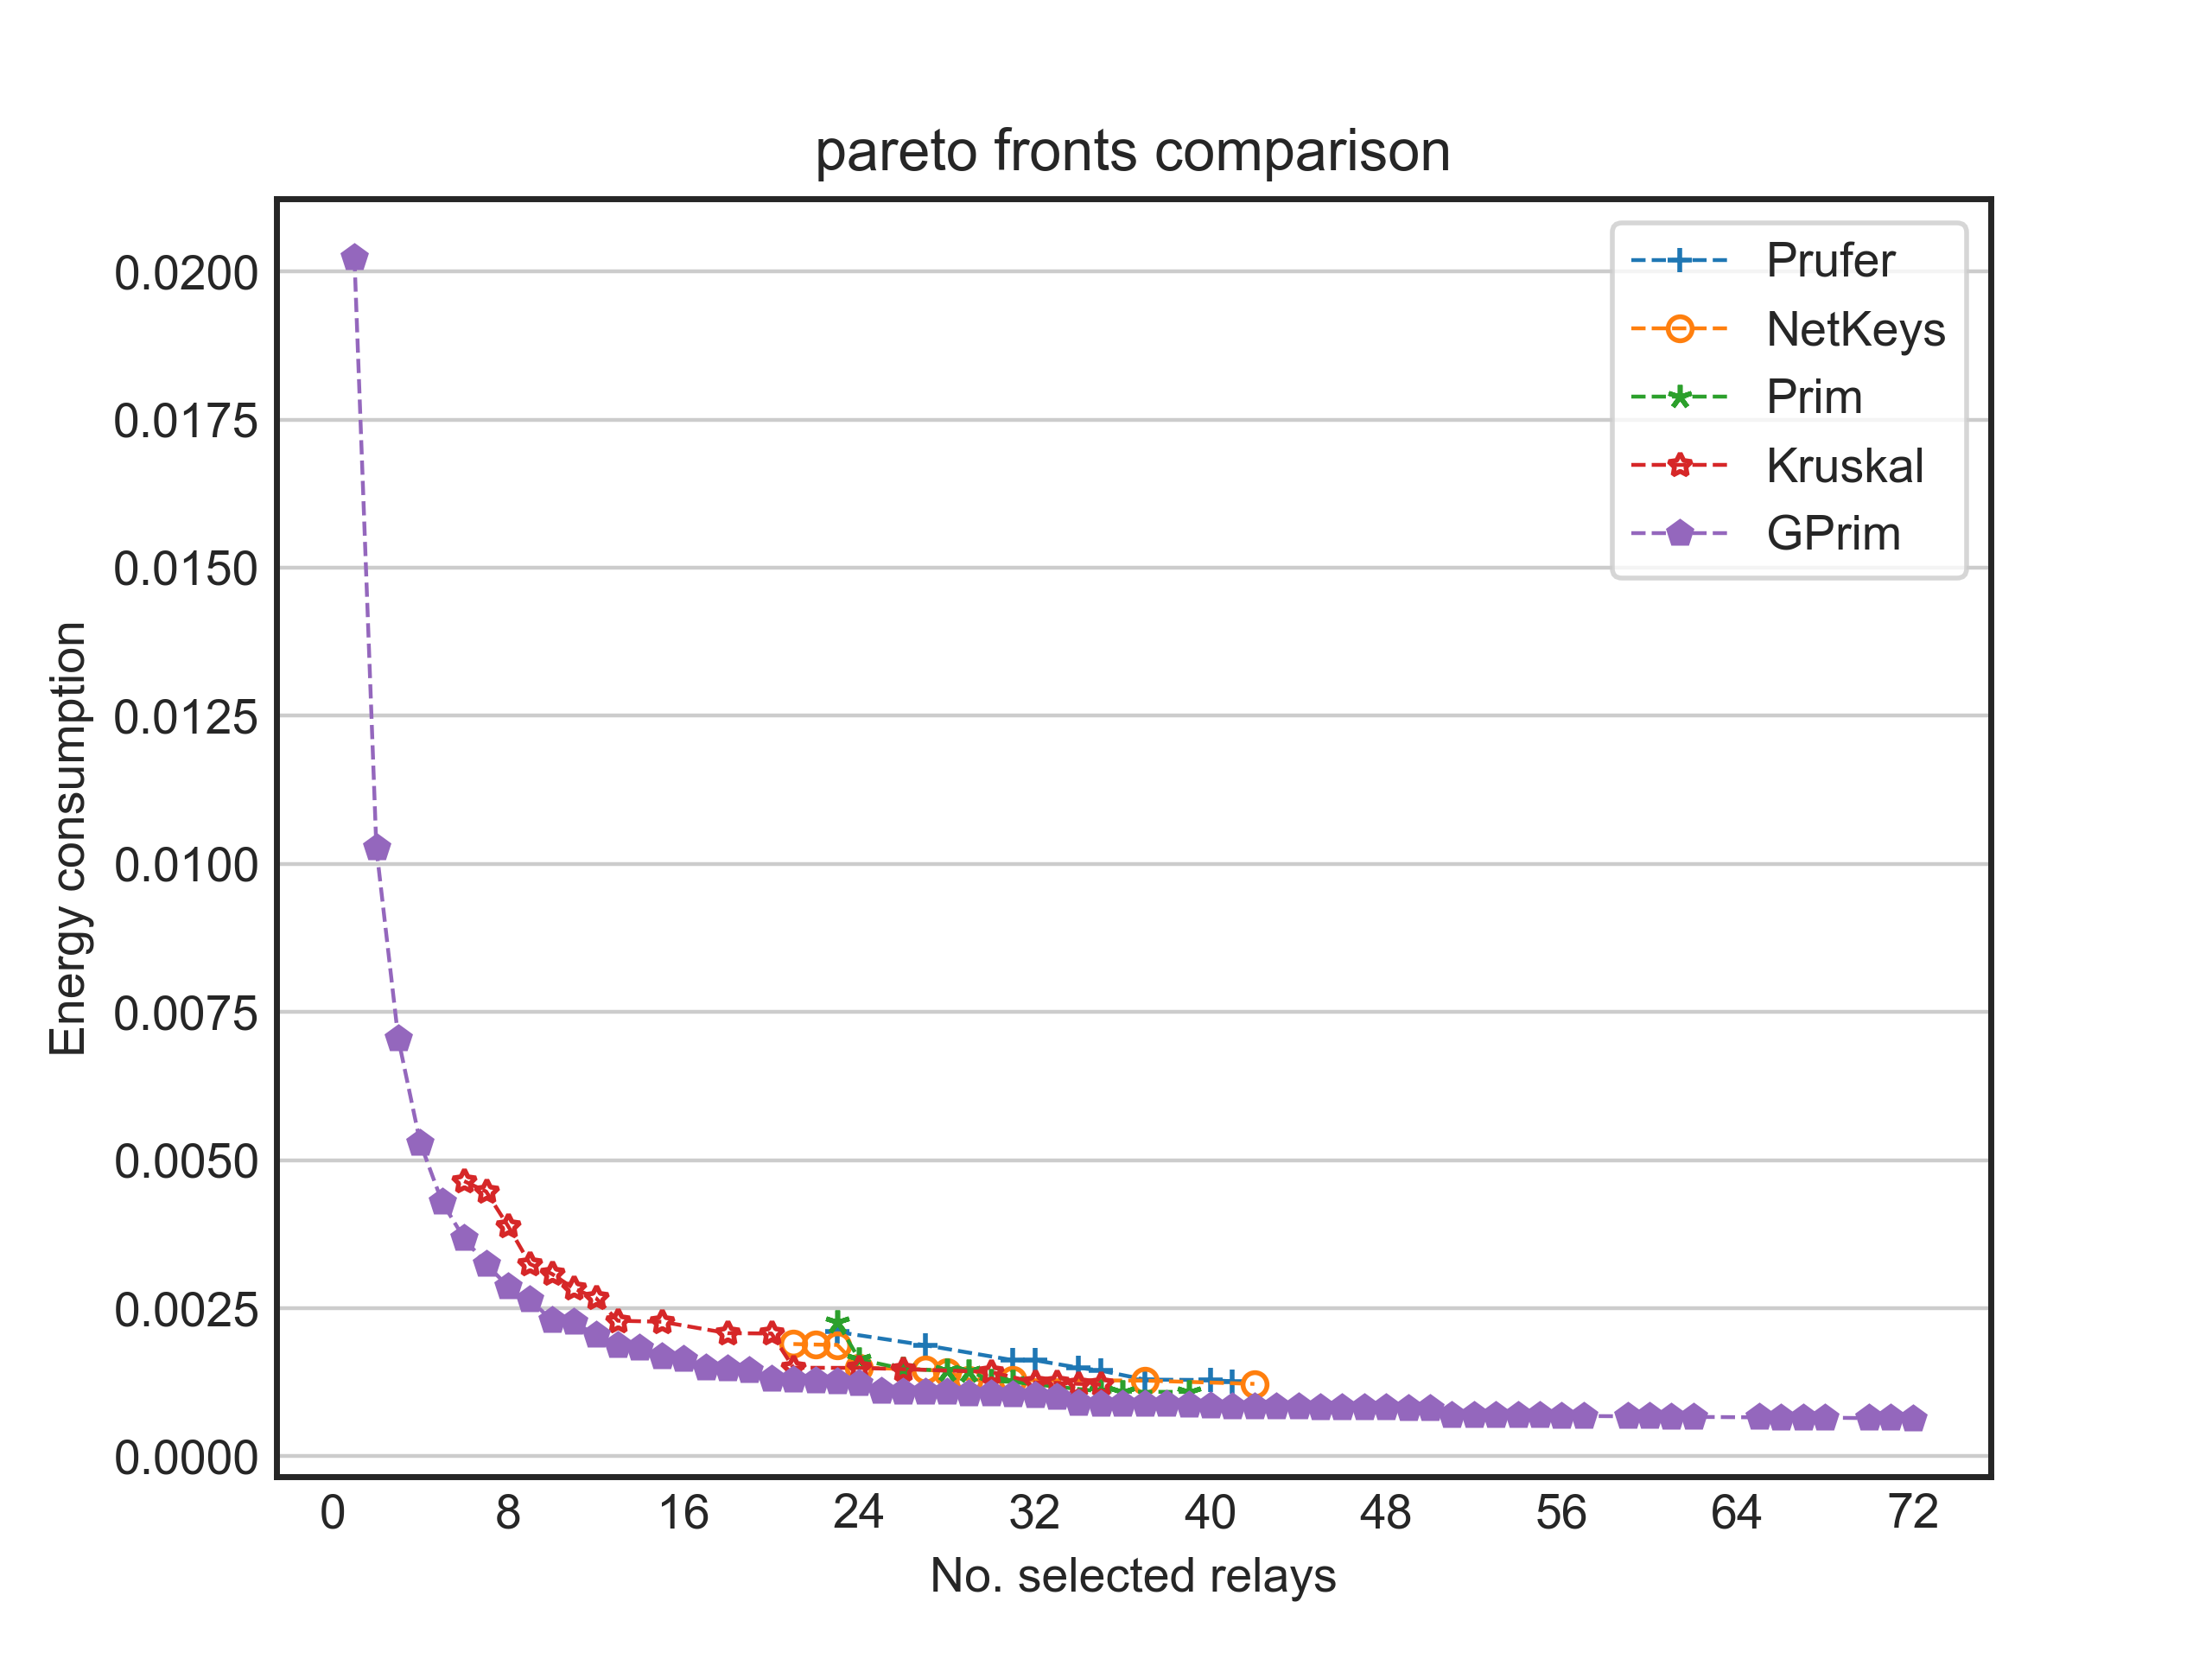 pareto fronts comparison
Prufer
NetKeys
Prim
Kruskal
GPrim
Energy consumption
0.0200
0.0175
0.0150
0.0125
0.0100
0.0075
0.0050
0.0025
0.0000
0 8 16 24 32 40 48 56 64 72
No. selected relays